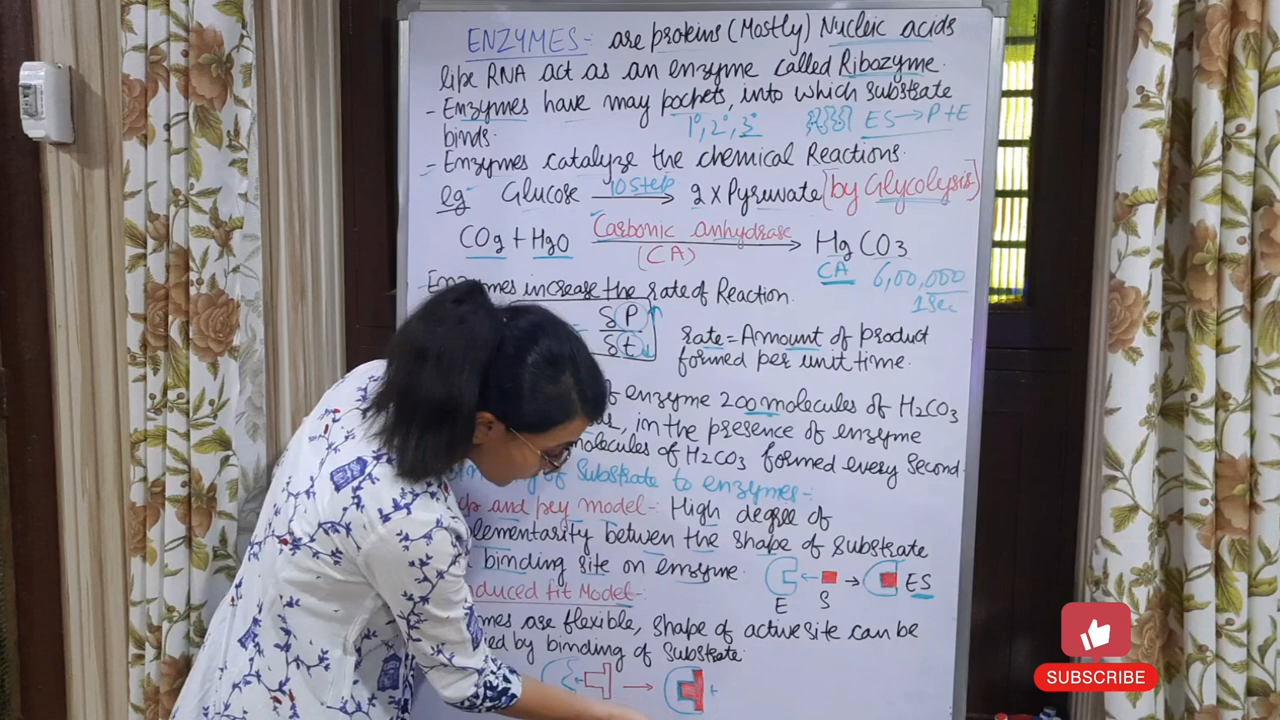 ENZYMES:- are proteins (Mostly) Nucleic acids
like RNA act as an enzyme called Ribozyme.
- Enzymes have may pockets, into which substrate
binds. 1°, 2°, 3° ES → P + E
- Enzymes catalyze the chemical Reactions.
eg Glucose 10 Step → 2 x Pyruvate (by Glycolysis)
CO2 + H2O Carbonic anhydrase (CA) → H2CO3
CA 6,00,000
1 Sec
- Enzymes increase the rate of Reaction.
= δP / δt rate = Amount of product
formed per unit time.
of enzyme 200 molecules of H2CO3
, in the presence of enzyme
molecules of H2CO3 formed every second.
of Substrate to enzymes:-
and key model:- High degree of
lementarity between the shape of substrate
binding site on enzyme.
E ← S → ES
duced fit Model:-
mes are flexible, shape of active site can be
ied by binding of Substrate.
SUBSCRIBE